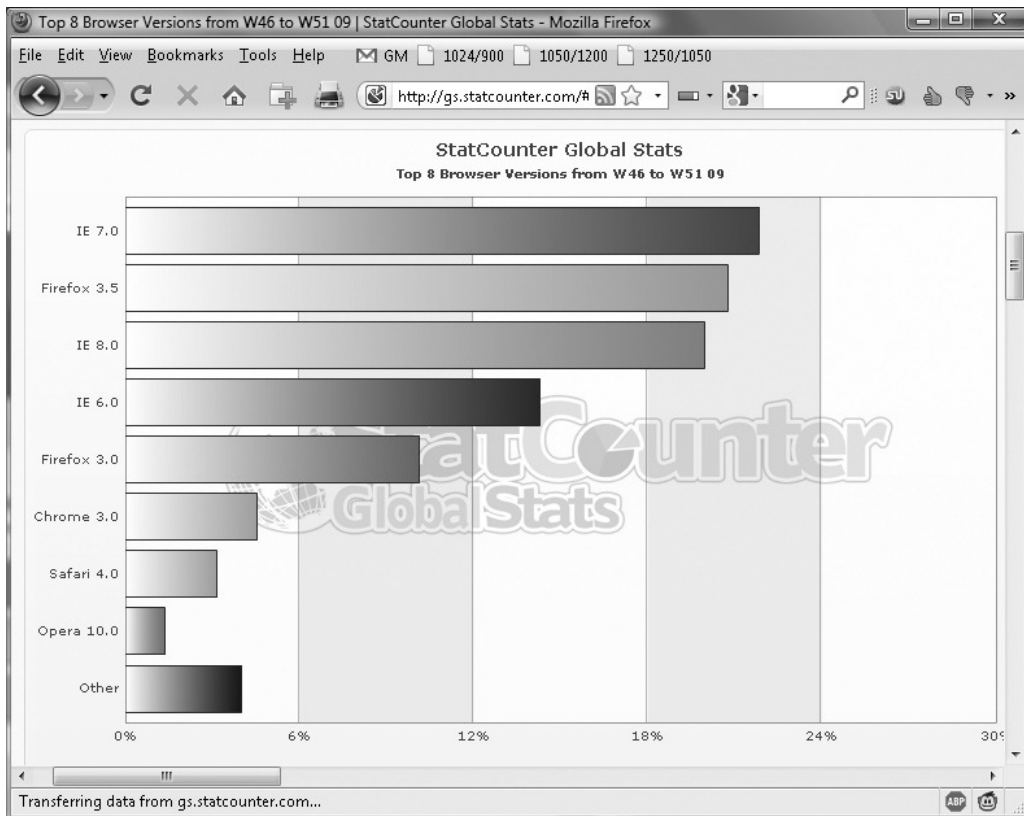 Top 8 Browser Versions from W46 to W51 09 | StatCounter Global Stats - Mozilla Firefox
File Edit View Bookmarks Tools Help GM 1024/900 1050/1200 1250/1050
http://gs.statcounter.com/#
StatCounter Global Stats
Top 8 Browser Versions from W46 to W51 09
IE 7.0
Firefox 3.5
IE 8.0
IE 6.0
Firefox 3.0
Chrome 3.0
Safari 4.0
Opera 10.0
Other
StatCounter
GlobalStats
0% 6% 12% 18% 24% 30%
Transferring data from gs.statcounter.com...
ABP